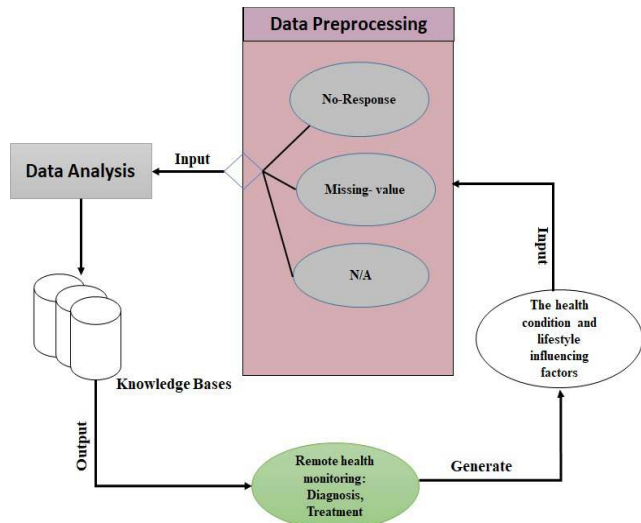 Data Preprocessing
No-Response
Input
Data Analysis
Missing- value
N/A
Input
The health
condition and
lifestyle
influencing
factors
Knowledge Bases
Output
Remote health
monitoring:
Diagnosis,
Treatment
Generate